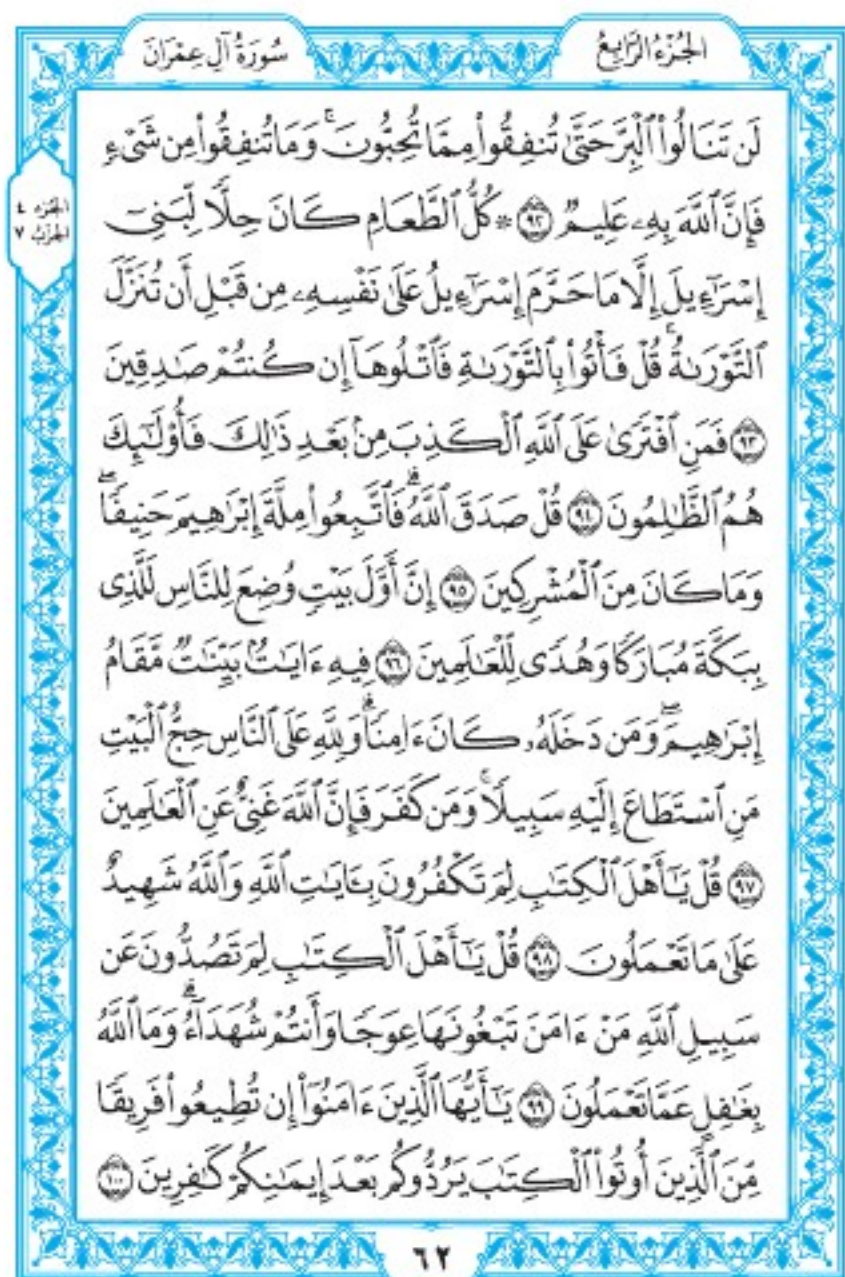 الجُزْءُ الرَّابِعُ
سُورَةُ آلِ عِمْرَانَ
لَن تَنَالُوا۟ ٱلْبِرَّ حَتَّىٰ تُنفِقُوا۟ مِمَّا تُحِبُّونَ ۚ وَمَا تُنفِقُوا۟ مِن شَىْءٍ
فَإِنَّ ٱللَّهَ بِهِۦ عَلِيمٌ ۝٩٢ ۞ كُلُّ ٱلطَّعَامِ كَانَ حِلًّا لِّبَنِىٓ
إِسْرَٰٓءِيلَ إِلَّا مَا حَرَّمَ إِسْرَٰٓءِيلُ عَلَىٰ نَفْسِهِۦ مِن قَبْلِ أَن تُنَزَّلَ
ٱلتَّوْرَىٰةُ ۗ قُلْ فَأْتُوا۟ بِٱلتَّوْرَىٰةِ فَٱتْلُوهَآ إِن كُنتُمْ صَٰدِقِينَ
۝٩٣ فَمَنِ ٱفْتَرَىٰ عَلَى ٱللَّهِ ٱلْكَذِبَ مِنۢ بَعْدِ ذَٰلِكَ فَأُو۟لَٰٓئِكَ
هُمُ ٱلظَّٰلِمُونَ ۝٩٤ قُلْ صَدَقَ ٱللَّهُ ۗ فَٱتَّبِعُوا۟ مِلَّةَ إِبْرَٰهِيمَ حَنِيفًا ۖ
وَمَا كَانَ مِنَ ٱلْمُشْرِكِينَ ۝٩٥ إِنَّ أَوَّلَ بَيْتٍ وُضِعَ لِلنَّاسِ لَلَّذِى
بِبَكَّةَ مُبَارَكًا وَهُدًى لِّلْعَٰلَمِينَ ۝٩٦ فِيهِ ءَايَٰتٌۢ بَيِّنَٰتٌ مَّقَامُ
إِبْرَٰهِيمَ ۖ وَمَن دَخَلَهُۥ كَانَ ءَامِنًا ۗ وَلِلَّهِ عَلَى ٱلنَّاسِ حِجُّ ٱلْبَيْتِ
مَنِ ٱسْتَطَاعَ إِلَيْهِ سَبِيلًا ۚ وَمَن كَفَرَ فَإِنَّ ٱللَّهَ غَنِىٌّ عَنِ ٱلْعَٰلَمِينَ
۝٩٧ قُلْ يَٰٓأَهْلَ ٱلْكِتَٰبِ لِمَ تَكْفُرُونَ بِـَٔايَٰتِ ٱللَّهِ وَٱللَّهُ شَهِيدٌ
عَلَىٰ مَا تَعْمَلُونَ ۝٩٨ قُلْ يَٰٓأَهْلَ ٱلْكِتَٰبِ لِمَ تَصُدُّونَ عَن
سَبِيلِ ٱللَّهِ مَنْ ءَامَنَ تَبْغُونَهَا عِوَجًا وَأَنتُمْ شُهَدَآءُ ۗ وَمَا ٱللَّهُ
بِغَٰفِلٍ عَمَّا تَعْمَلُونَ ۝٩٩ يَٰٓأَيُّهَا ٱلَّذِينَ ءَامَنُوٓا۟ إِن تُطِيعُوا۟ فَرِيقًا
مِّنَ ٱلَّذِينَ أُوتُوا۟ ٱلْكِتَٰبَ يَرُدُّوكُم بَعْدَ إِيمَٰنِكُمْ كَٰفِرِينَ ۝١٠٠
الجزء ٤
الحزب ٧
٦٢